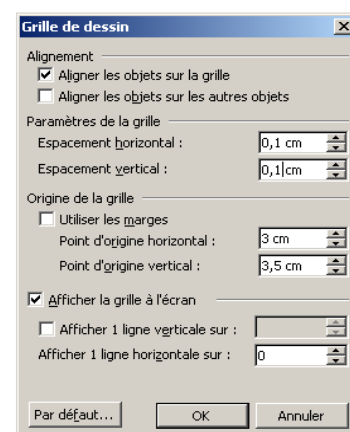 Grille de dessin
Alignement
Aligner les objets sur la grille
Aligner les objets sur les autres objets
Paramètres de la grille
Espacement horizontal : 0,1 cm
Espacement vertical : 0,1 cm
Origine de la grille
Utiliser les marges
Point d'origine horizontal : 3 cm
Point d'origine vertical : 3,5 cm
Afficher la grille à l'écran
Afficher 1 ligne verticale sur :
Afficher 1 ligne horizontale sur : 0
Par défaut... OK Annuler